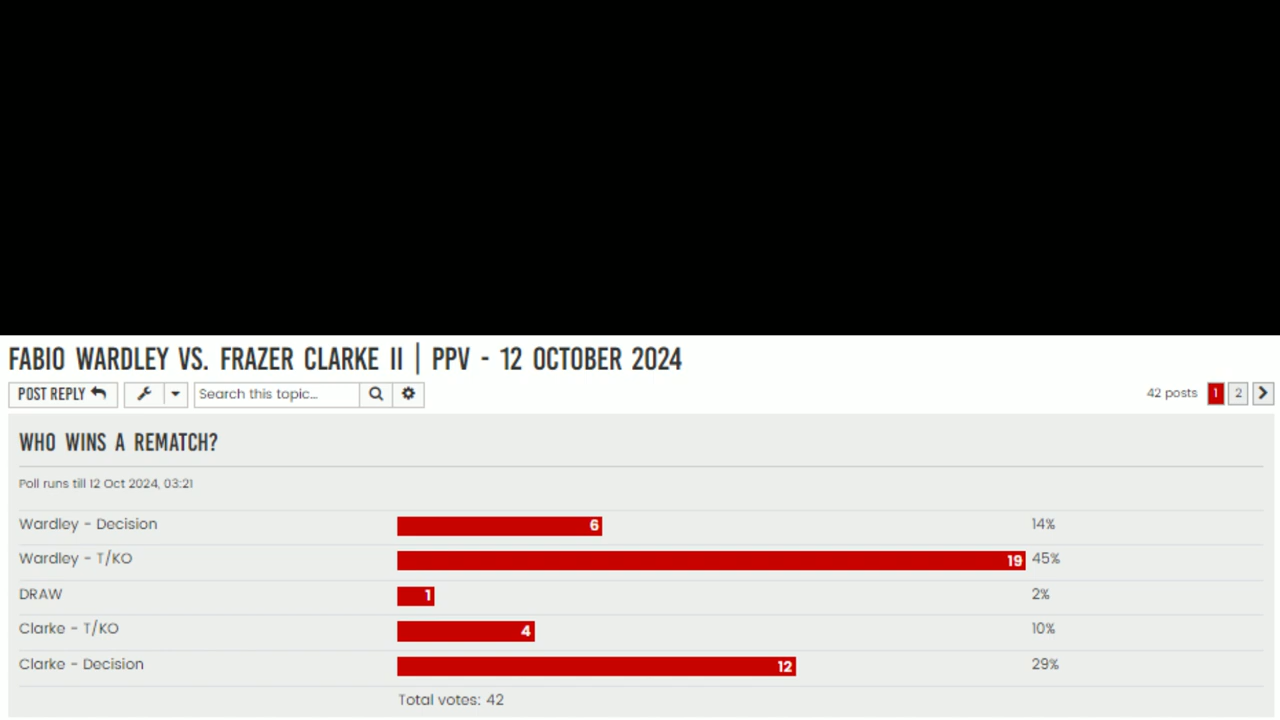 FABIO WARDLEY VS. FRAZER CLARKE II | PPV - 12 OCTOBER 2024
POST REPLY Search this topic... 42 posts 1 2
WHO WINS A REMATCH?
Poll runs till 12 Oct 2024, 03:21
Wardley - Decision 6 14%
Wardley - T/KO 19 45%
DRAW 1 2%
Clarke - T/KO 4 10%
Clarke - Decision 12 29%
Total votes: 42